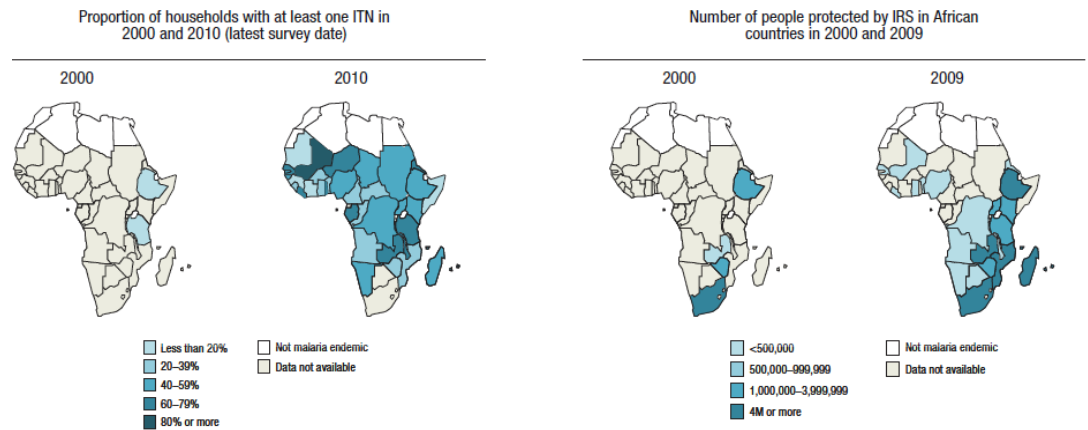 Proportion of households with at least one ITN in
2000 and 2010 (latest survey date)
2000
2010
Less than 20%
20–39%
40–59%
60–79%
80% or more
Not malaria endemic
Data not available
Number of people protected by IRS in African
countries in 2000 and 2009
2000
2009
<500,000
500,000–999,999
1,000,000–3,999,999
4M or more
Not malaria endemic
Data not available